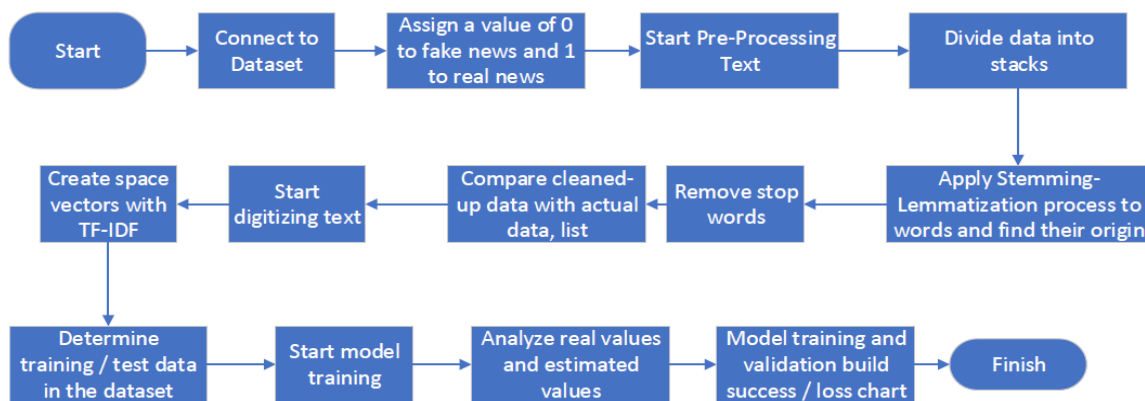 Start
Connect to
Dataset
Assign a value of 0
to fake news and 1
to real news
Start Pre-Processing
Text
Divide data into
stacks
Apply Stemming-
Lemmatization process to
words and find their origin
Remove stop
words
Compare cleaned-
up data with actual
data, list
Start
digitizing text
Create space
vectors with
TF-IDF
Determine
training / test data
in the dataset
Start model
training
Analyze real values
and estimated
values
Model training and
validation build
success / loss chart
Finish